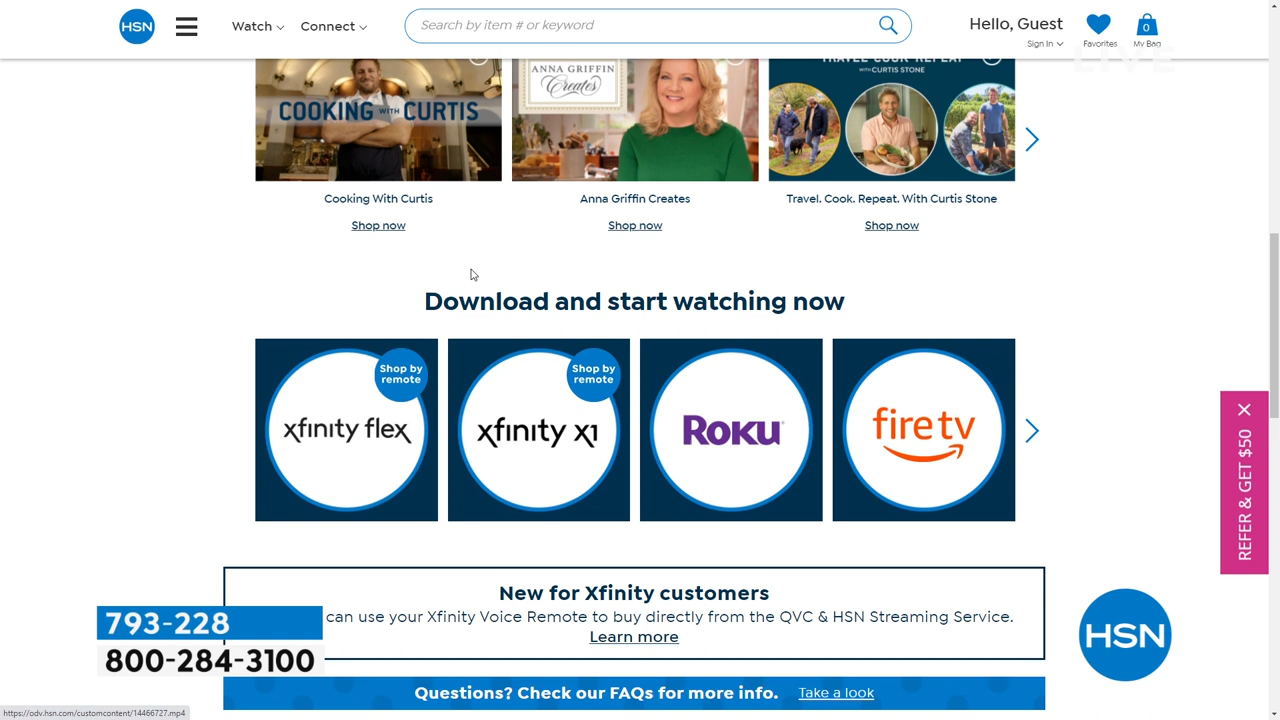 HSN
Watch
Connect
Search by item # or keyword
Hello, Guest
Sign In
Favorites
0
My Bag
LIVE
COOKING WITH CURTIS
ANNA GRIFFIN
Creates
TRAVEL. COOK. REPEAT.
WITH CURTIS STONE
Cooking With Curtis
Anna Griffin Creates
Travel. Cook. Repeat. With Curtis Stone
Shop now
Shop now
Shop now
Download and start watching now
Shop by
remote
xfinity flex
Shop by
remote
xfinity x1
ROKU
fire tv
REFER & GET $50
New for Xfinity customers
can use your Xfinity Voice Remote to buy directly from the QVC & HSN Streaming Service.
Learn more
793-228
800-284-3100
HSN
Questions? Check our FAQs for more info.
Take a look
https://odv.hsn.com/customcontent/14466727.mp4